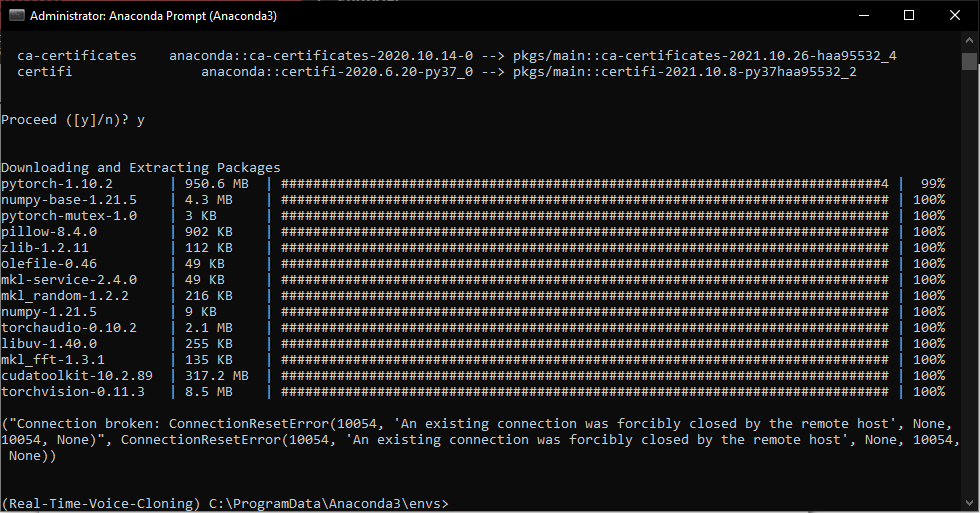 Administrator: Anaconda Prompt (Anaconda3)
ca-certificates    anaconda::ca-certificates-2020.10.14-0 --> pkgs/main::ca-certificates-2021.10.26-haa95532_4
certifi                anaconda::certifi-2020.6.20-py37_0 --> pkgs/main::certifi-2021.10.8-py37haa95532_2
Proceed ([y]/n)? y
Downloading and Extracting Packages
pytorch-1.10.2       | 950.6 MB  | ###########################################################################4 |  99%
numpy-base-1.21.5    | 4.3 MB    | ############################################################################ | 100%
pytorch-mutex-1.0    | 3 KB      | ############################################################################ | 100%
pillow-8.4.0         | 902 KB    | ############################################################################ | 100%
zlib-1.2.11          | 112 KB    | ############################################################################ | 100%
olefile-0.46         | 49 KB     | ############################################################################ | 100%
mkl-service-2.4.0    | 49 KB     | ############################################################################ | 100%
mkl_random-1.2.2     | 216 KB    | ############################################################################ | 100%
numpy-1.21.5         | 9 KB      | ############################################################################ | 100%
torchaudio-0.10.2    | 2.1 MB    | ############################################################################ | 100%
libuv-1.40.0         | 255 KB    | ############################################################################ | 100%
mkl_fft-1.3.1        | 135 KB    | ############################################################################ | 100%
cudatoolkit-10.2.89  | 317.2 MB  | ############################################################################ | 100%
torchvision-0.11.3   | 8.5 MB    | ############################################################################ | 100%
("Connection broken: ConnectionResetError(10054, 'An existing connection was forcibly closed by the remote host', None,
10054, None)", ConnectionResetError(10054, 'An existing connection was forcibly closed by the remote host', None, 10054,
None))
(Real-Time-Voice-Cloning) C:\ProgramData\Anaconda3\envs>